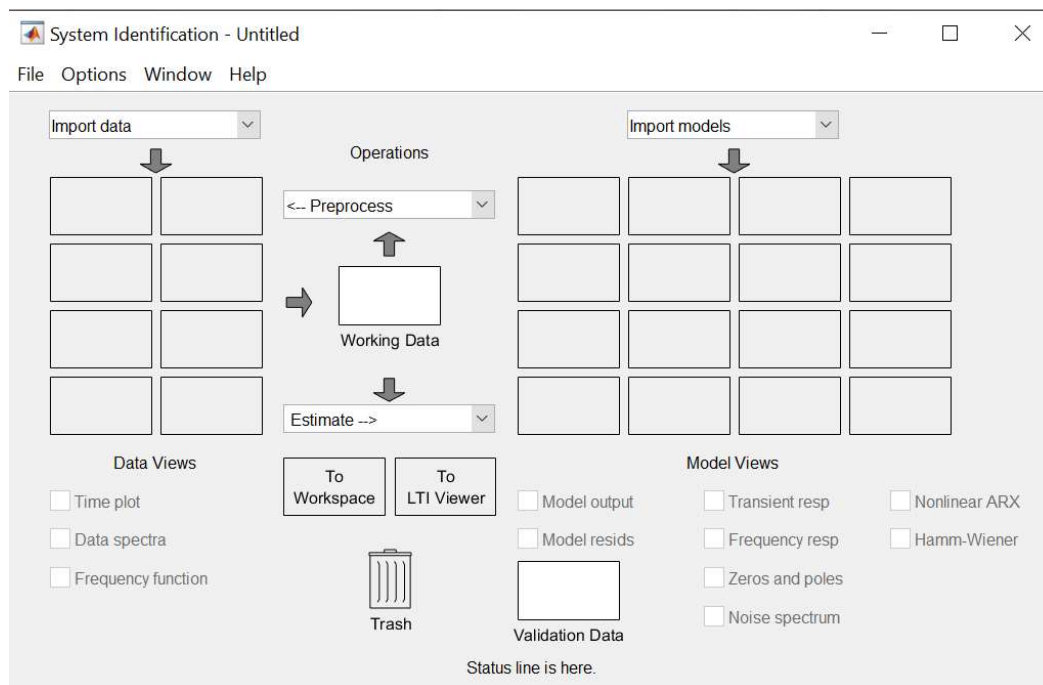 System Identification - Untitled
File Options Window Help
Import data
Import models
Operations
<-- Preprocess
Working Data
Estimate -->
Data Views
Time plot
Data spectra
Frequency function
To
Workspace
To
LTI Viewer
Trash
Model Views
Model output
Transient resp
Nonlinear ARX
Model resids
Frequency resp
Hamm-Wiener
Zeros and poles
Noise spectrum
Validation Data
Status line is here.